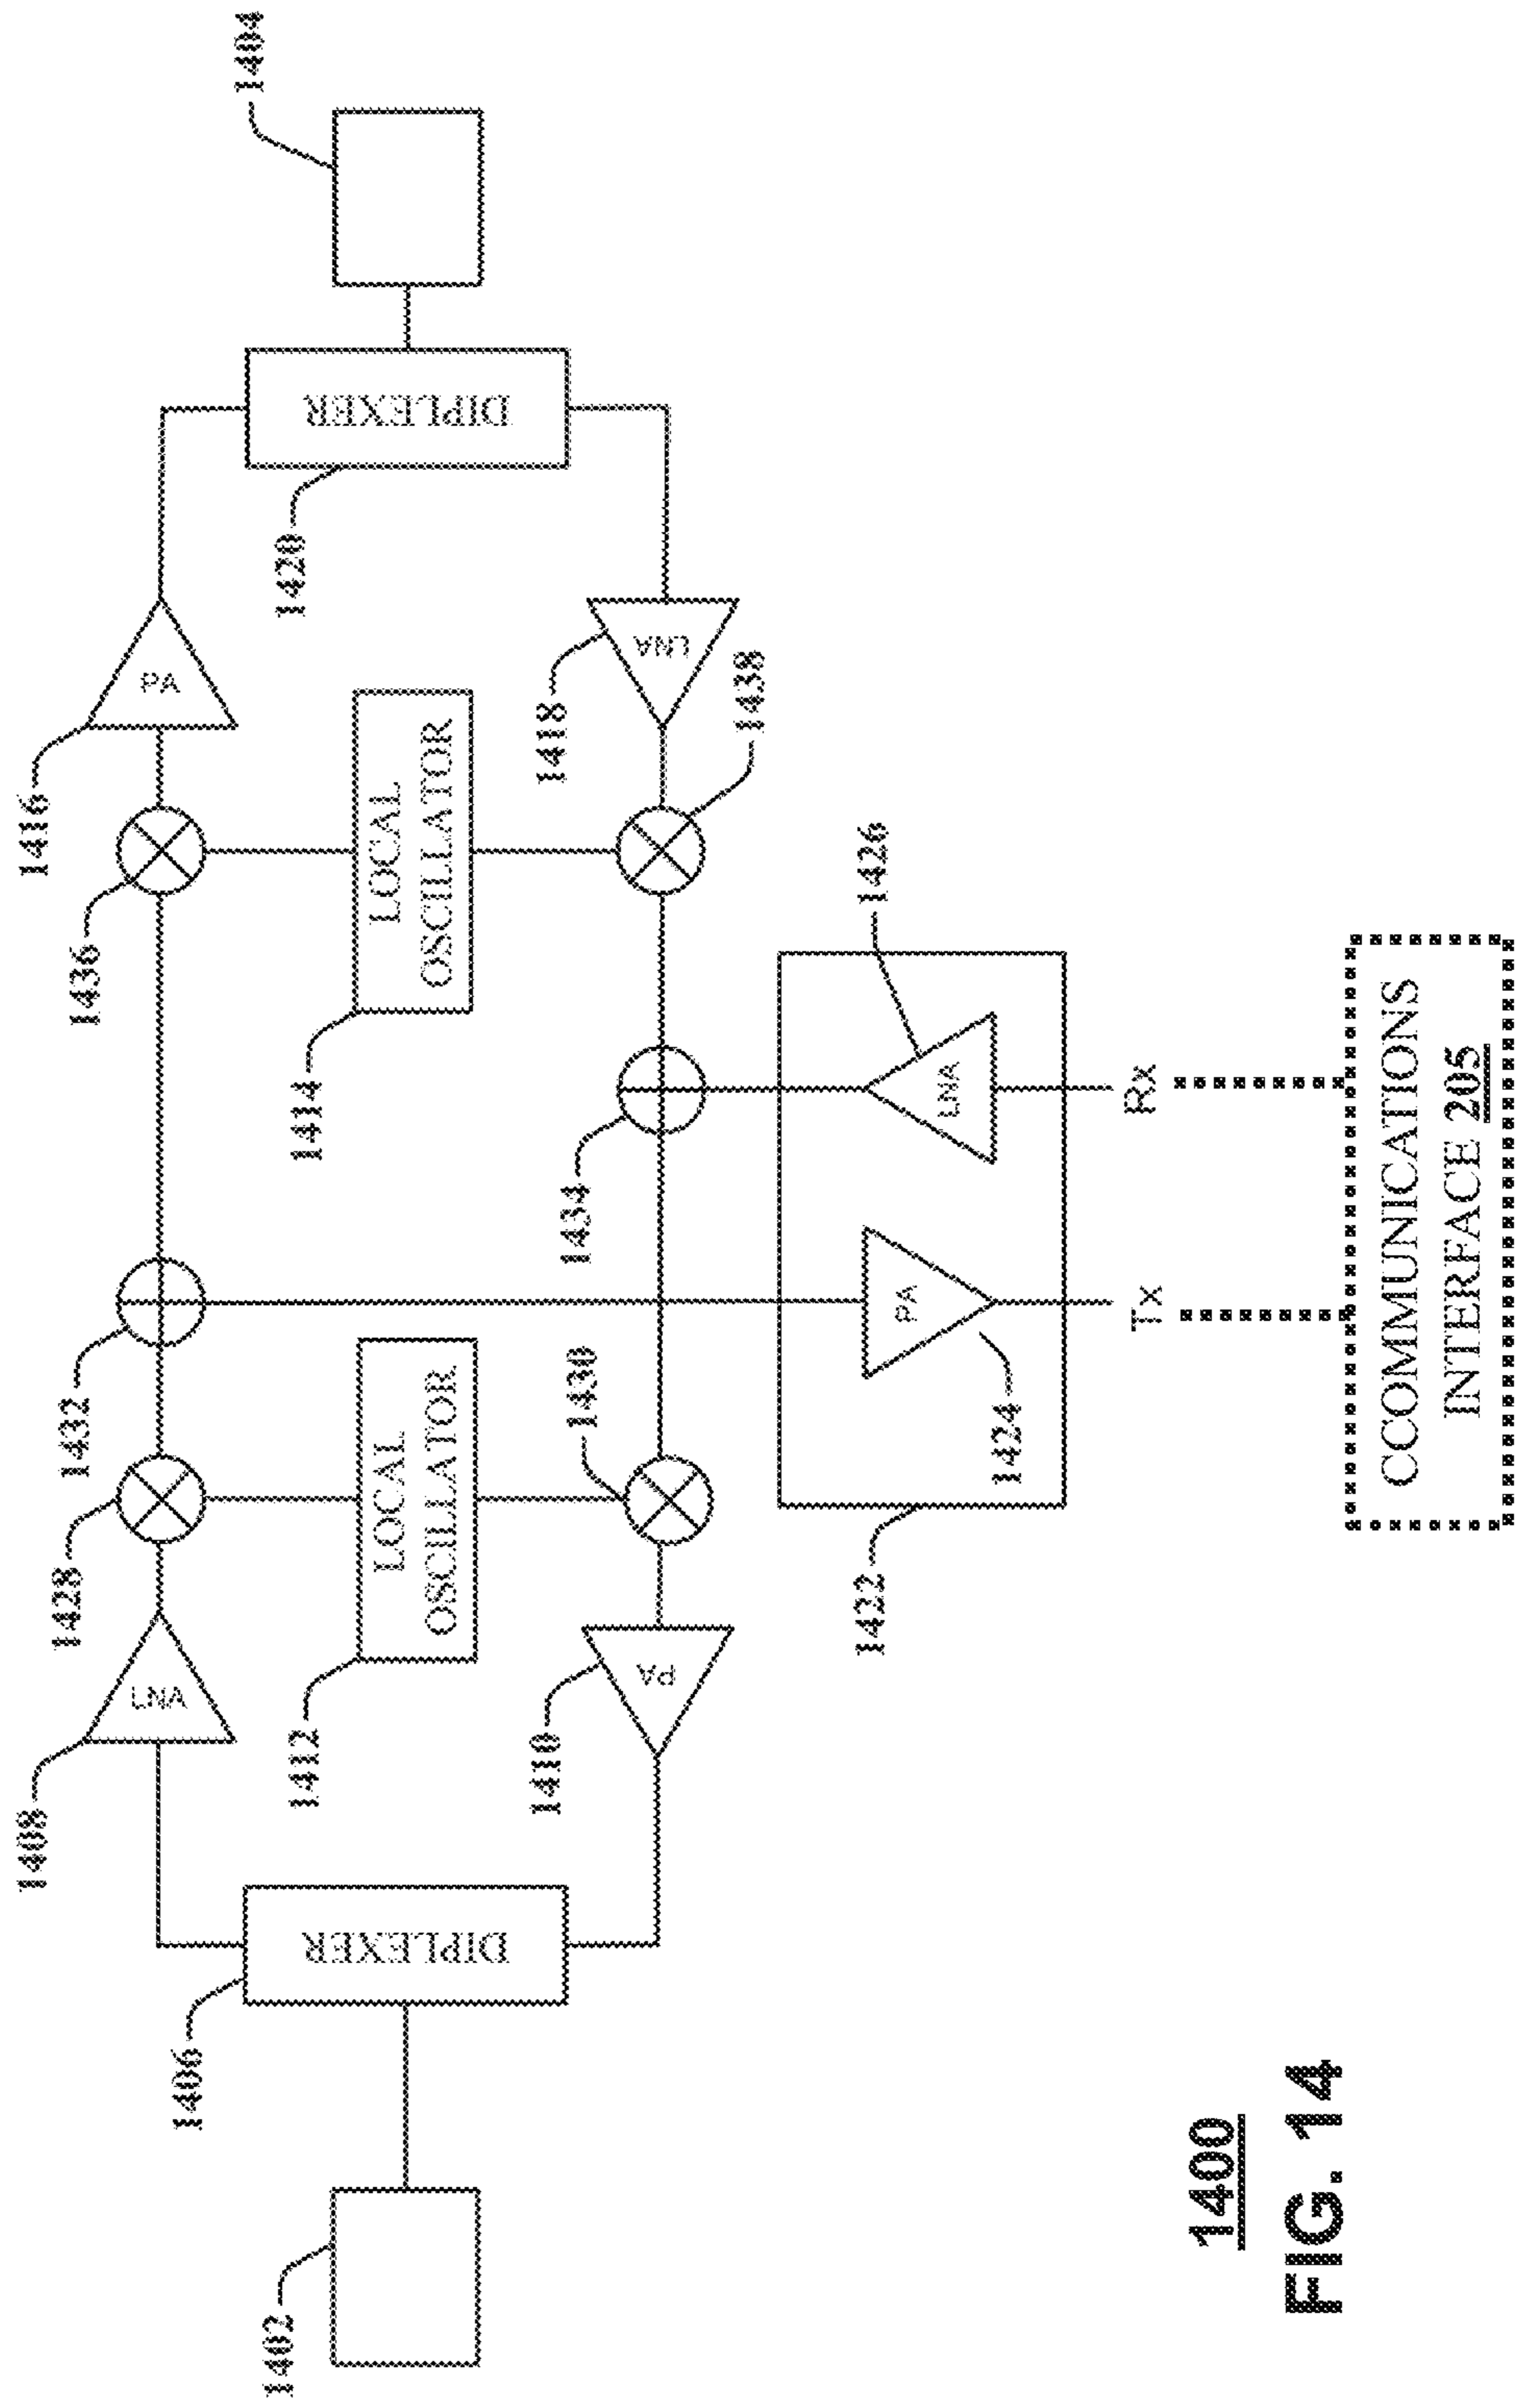 1404
1416
PA
1436
DIPLEXER
1420
LOCAL
OSCILLATOR
1414
LNA
1418
1438
1426
LNA
Rx
1434
1432
1428
LNA
1408
LOCAL
OSCILLATOR
1412
1430
PA
1410
PA
1424
Tx
1422
CCOMMUNICATIONS
INTERFACE 205
DIPLEXER
1406
1402
1400
FIG. 14